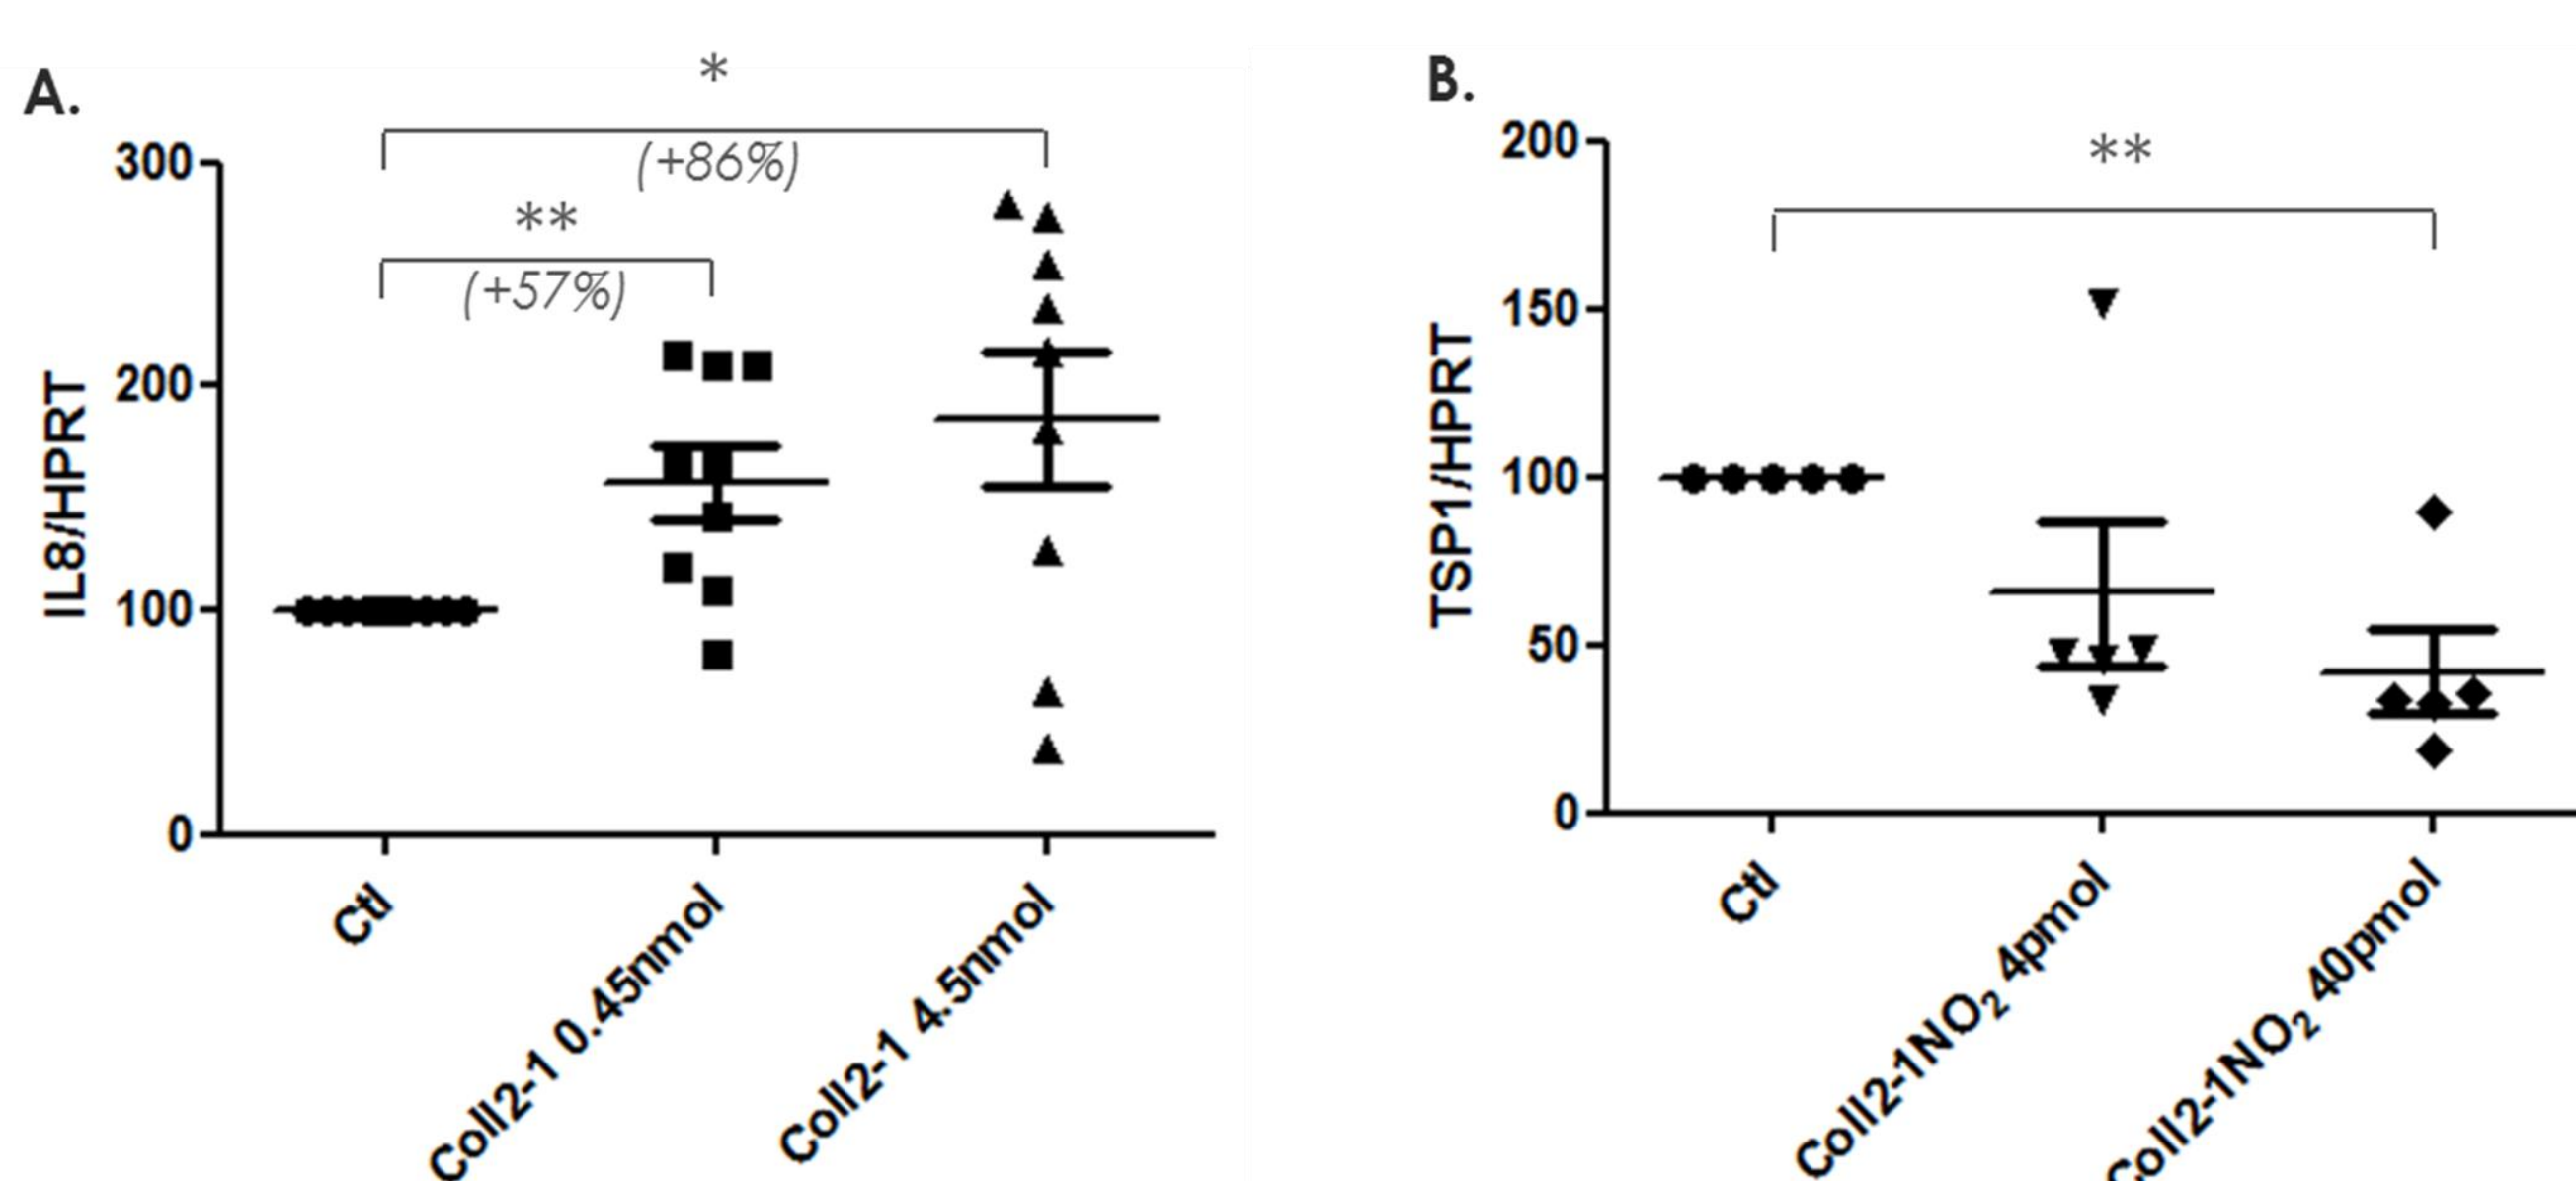 A.
*
(+86%)
**
(+57%)
300
200
100
0
IL8/HPRT
Ctl
Coll2-1 0.45nmol
Coll2-1 4.5nmol
B.
**
200
150
100
50
0
TSP1/HPRT
Ctl
Coll2-1NO₂ 4pmol
Coll2-1NO₂ 40pmol